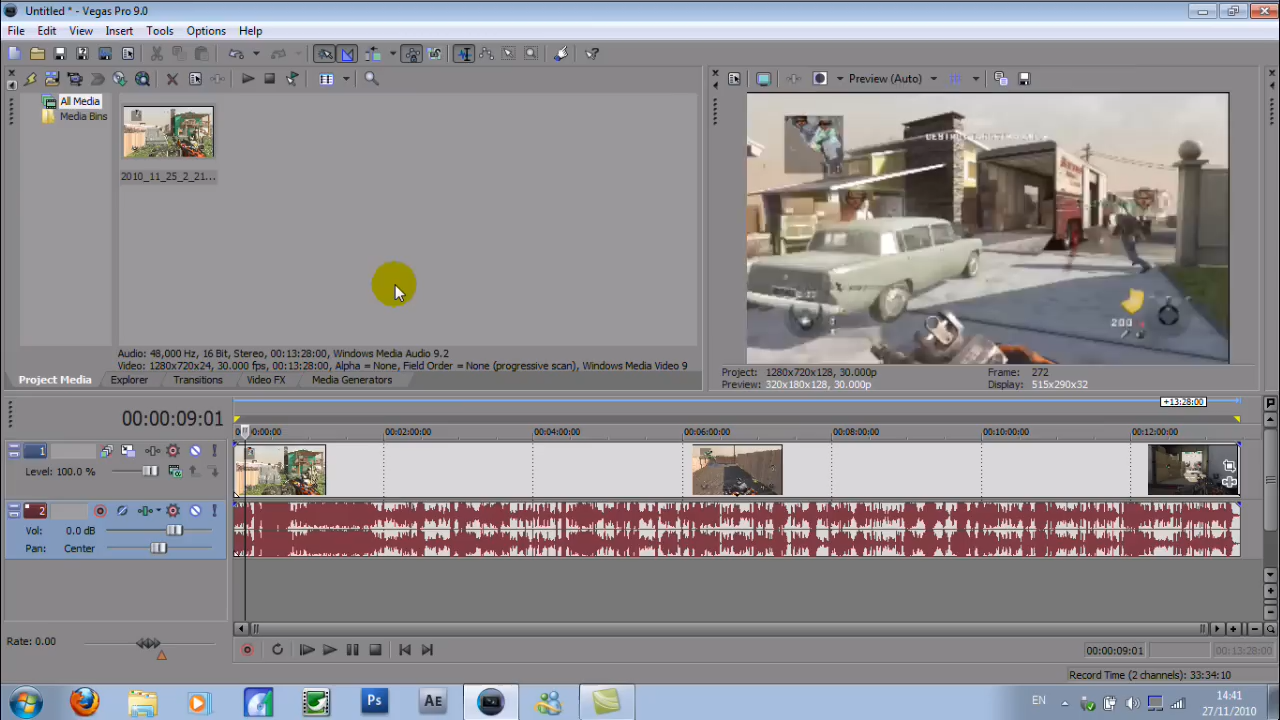 Untitled * - Vegas Pro 9.0
File Edit View Insert Tools Options Help
Preview (Auto)
All Media
Media Bins
2010_11_25_2_21...
200
Audio: 48,000 Hz, 16 Bit, Stereo, 00:13:28:00, Windows Media Audio 9.2
Video: 1280x720x24, 30.000 fps, 00:13:28:00, Alpha = None, Field Order = None (progressive scan), Windows Media Video 9
Project: 1280x720x128, 30.000p Frame: 272
Preview: 320x180x128, 30.000p Display: 515x290x32
Project Media Explorer Transitions Video FX Media Generators
+13:28:00
00:00:09:01
00:00:00 00:02:00:00 00:04:00:00 00:06:00:00 00:08:00:00 00:10:00:00 00:12:00:00
1
Level: 100.0 %
2
Vol: 0.0 dB
Pan: Center
Rate: 0.00
00:00:09:01 00:13:28:00
Record Time (2 channels): 33:34:10
Ps AE EN 14:41
27/11/2010